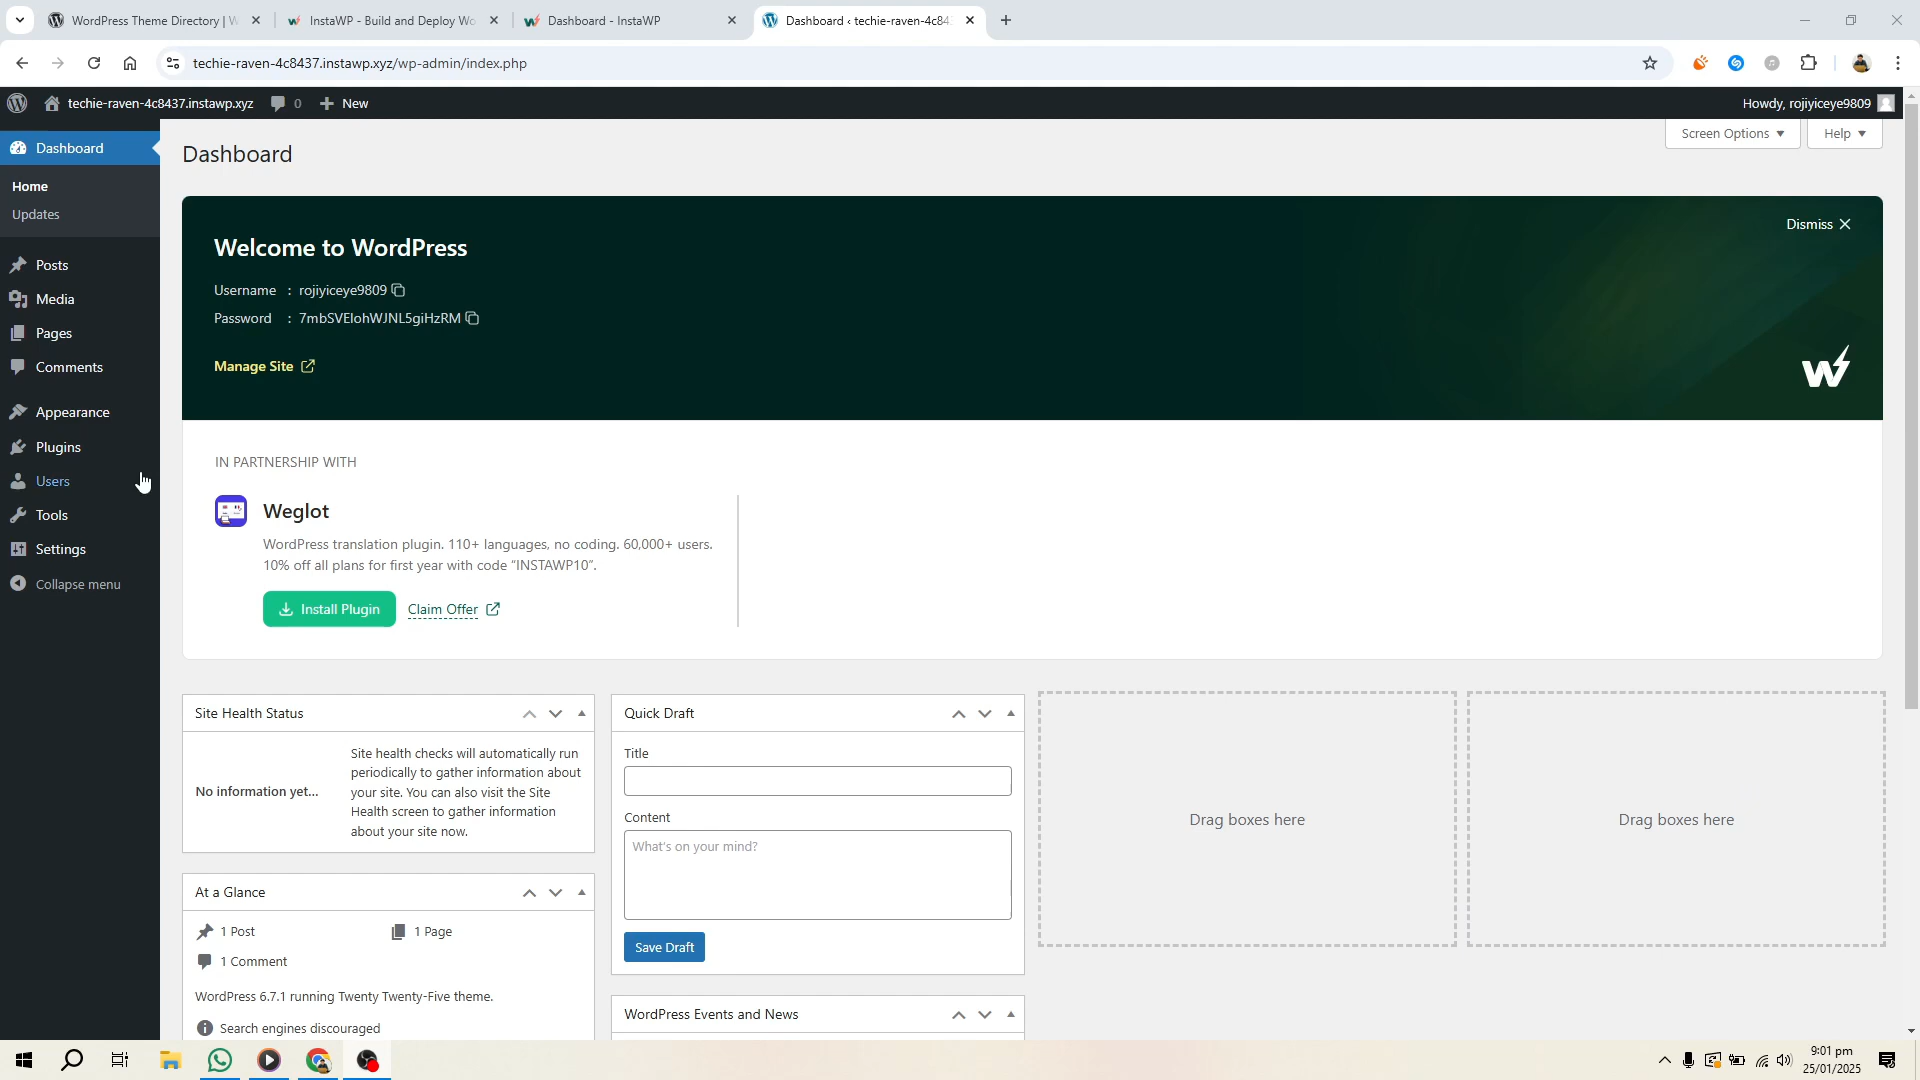 WordPress Theme Directory | W
InstaWP - Build and Deploy Wo
Dashboard - InstaWP
Dashboard ‹ techie-raven-4c843
techie-raven-4c8437.instawp.xyz/wp-admin/index.php
techie-raven-4c8437.instawp.xyz
0
New
Howdy, rojiyiceye9809
Dashboard
Home
Updates
Posts
Media
Pages
Comments
Appearance
Plugins
Users
Tools
Settings
Collapse menu
Dashboard
Screen Options
Help
Welcome to WordPress
Dismiss
Username : rojiyiceye9809
Password : 7mbSVElohWJNL5giHzRM
Manage Site
IN PARTNERSHIP WITH
Weglot
WordPress translation plugin. 110+ languages, no coding. 60,000+ users.
10% off all plans for first year with code "INSTAWP10".
Install Plugin
Claim Offer
Site Health Status
No information yet...
Site health checks will automatically run
periodically to gather information about
your site. You can also visit the Site
Health screen to gather information
about your site now.
At a Glance
1 Post
1 Page
1 Comment
WordPress 6.7.1 running Twenty Twenty-Five theme.
Search engines discouraged
Quick Draft
Title
Content
What's on your mind?
Save Draft
WordPress Events and News
Drag boxes here
Drag boxes here
9:01 pm
25/01/2025